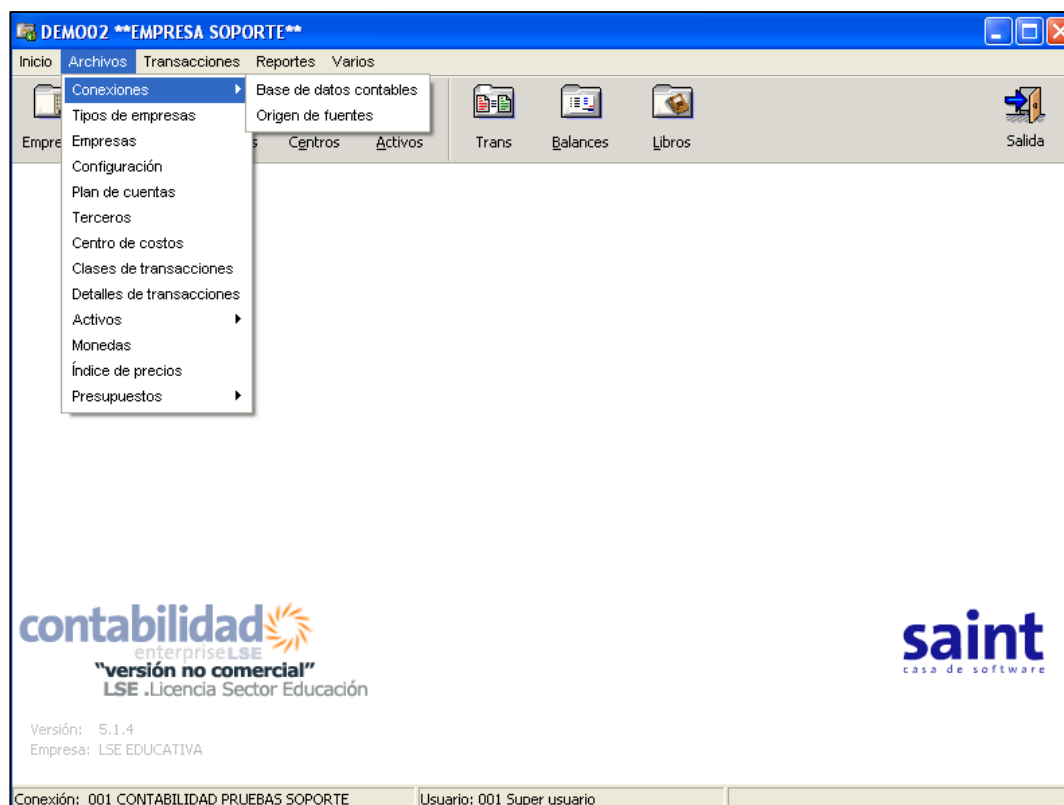 DEMO02 **EMPRESA SOPORTE**
Inicio Archivos Transacciones Reportes Varios
Conexiones
Base de datos contables
Origen de fuentes
Tipos de empresas
Empresas
Configuración
Plan de cuentas
Terceros
Centro de costos
Clases de transacciones
Detalles de transacciones
Activos
Monedas
Índice de precios
Presupuestos
Centros Activos Trans Balances Libros Salida
contabilidad
enterprise LSE
"versión no comercial"
LSE .Licencia Sector Educación
saint
casa de software
Versión: 5.1.4
Empresa: LSE EDUCATIVA
Conexión: 001 CONTABILIDAD PRUEBAS SOPORTE Usuario: 001 Super usuario